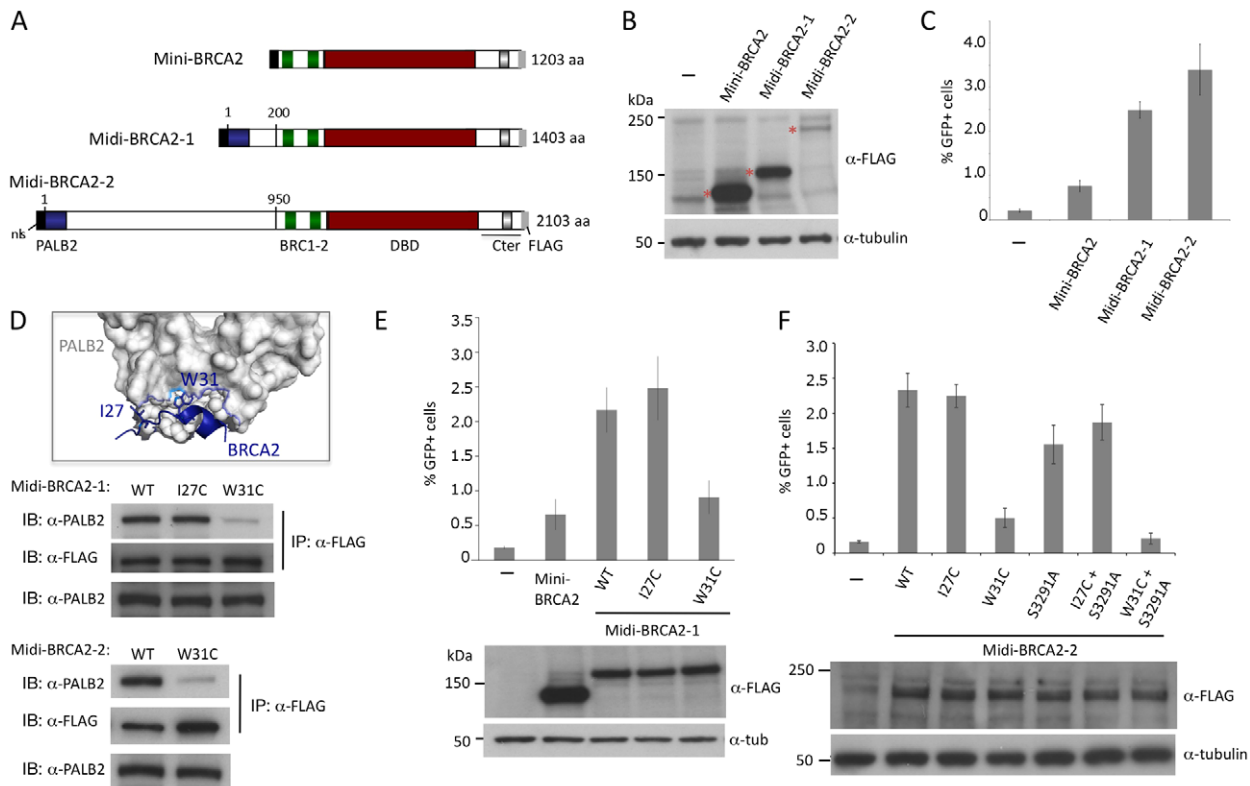 A
Mini-BRCA2
1203 aa
1
200
Midi-BRCA2-1
1403 aa
Midi-BRCA2-2
1
950
2103 aa
nls
PALB2
BRC1-2
DBD
Cter
FLAG
B
–
Mini-BRCA2
Midi-BRCA2-1
Midi-BRCA2-2
kDa
250
*
150
*
*
α-FLAG
50
α-tubulin
C
% GFP+ cells
4.0
3.0
2.0
1.0
0
–
Mini-BRCA2
Midi-BRCA2-1
Midi-BRCA2-2
D
PALB2
W31
I27
BRCA2
Midi-BRCA2-1: WT I27C W31C
IB: α-PALB2
IB: α-FLAG
IP: α-FLAG
IB: α-PALB2
Midi-BRCA2-2: WT W31C
IB: α-PALB2
IB: α-FLAG
IP: α-FLAG
IB: α-PALB2
E
% GFP+ cells
3.5
3.0
2.5
2.0
1.5
1.0
0.5
0
–
Mini-
BRCA2
WT
I27C
W31C
Midi-BRCA2-1
kDa
150
α-FLAG
50
α-tub
F
% GFP+ cells
3.0
2.5
2.0
1.5
1.0
0.5
0
–
WT
I27C
W31C
S3291A
I27C +
S3291A
W31C +
S3291A
Midi-BRCA2-2
250
α-FLAG
50
α-tubulin